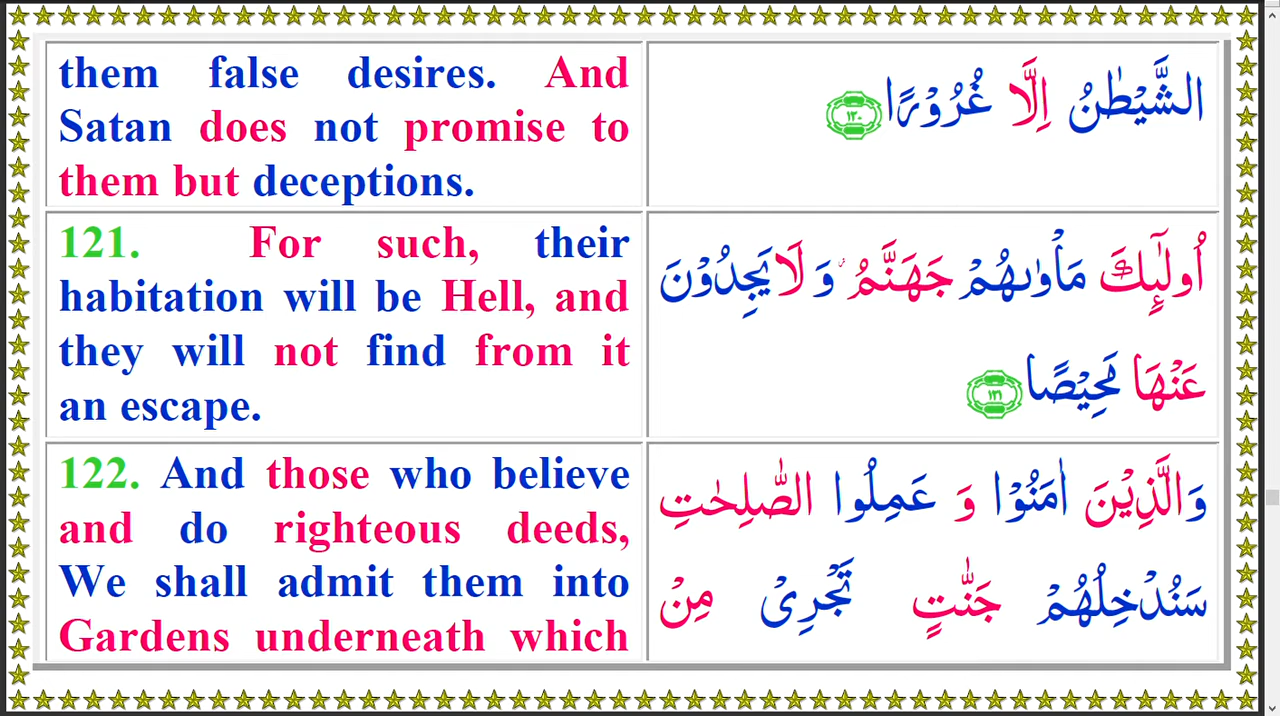 them false desires. And
Satan does not promise to
them but deceptions.
الشَّيْطٰنُ اِلَّا غُرُوْرًا ١٢٠
121. For such, their
habitation will be Hell, and
they will not find from it
an escape.
اُولٰٓئِكَ مَاْوٰىهُمْ جَهَنَّمُ ۫ وَ لَا يَجِدُوْنَ
عَنْهَا مَحِيْصًا ١٢١
122. And those who believe
and do righteous deeds,
We shall admit them into
Gardens underneath which
وَالَّذِيْنَ اٰمَنُوْا وَ عَمِلُوا الصّٰلِحٰتِ
سَنُدْخِلُهُمْ جَنّٰتٍ تَجْرِيْ مِنْ